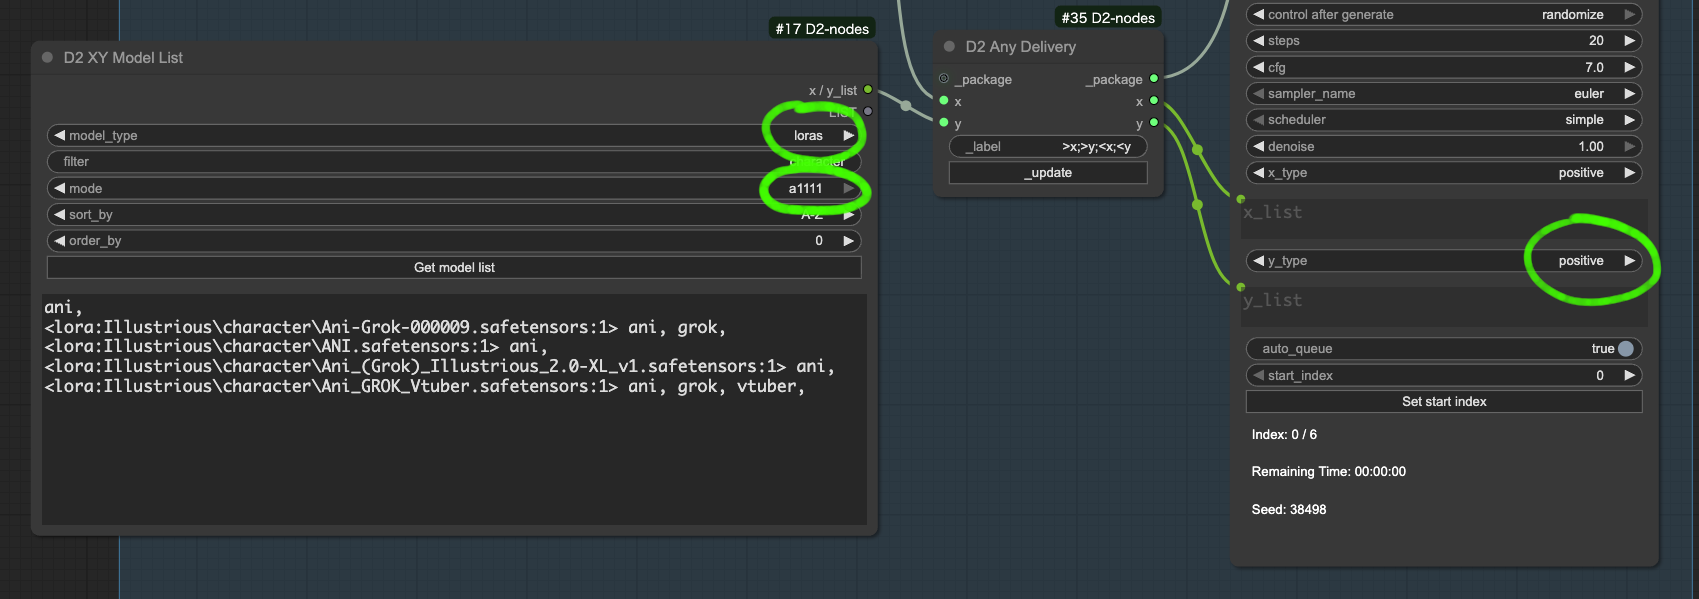 #17 D2-nodes
D2 XY Model List
x / y_list
LIST
model_type loras
filter character
mode a1111
sort_by A-Z
order_by 0
Get model list
ani,
<lora:Illustrious\character\Ani-Grok-000009.safetensors:1> ani, grok,
<lora:Illustrious\character\ANI.safetensors:1> ani,
<lora:Illustrious\character\Ani_(Grok)_Illustrious_2.0-XL_v1.safetensors:1> ani,
<lora:Illustrious\character\Ani_GROK_Vtuber.safetensors:1> ani, grok, vtuber,
#35 D2-nodes
D2 Any Delivery
_package _package
x x
y y
_label >x;>y;<x;<y
_update
control after generate randomize
steps 20
cfg 7.0
sampler_name euler
scheduler simple
denoise 1.00
x_type positive
x_list
y_type positive
y_list
auto_queue true
start_index 0
Set start index
Index: 0 / 6
Remaining Time: 00:00:00
Seed: 38498